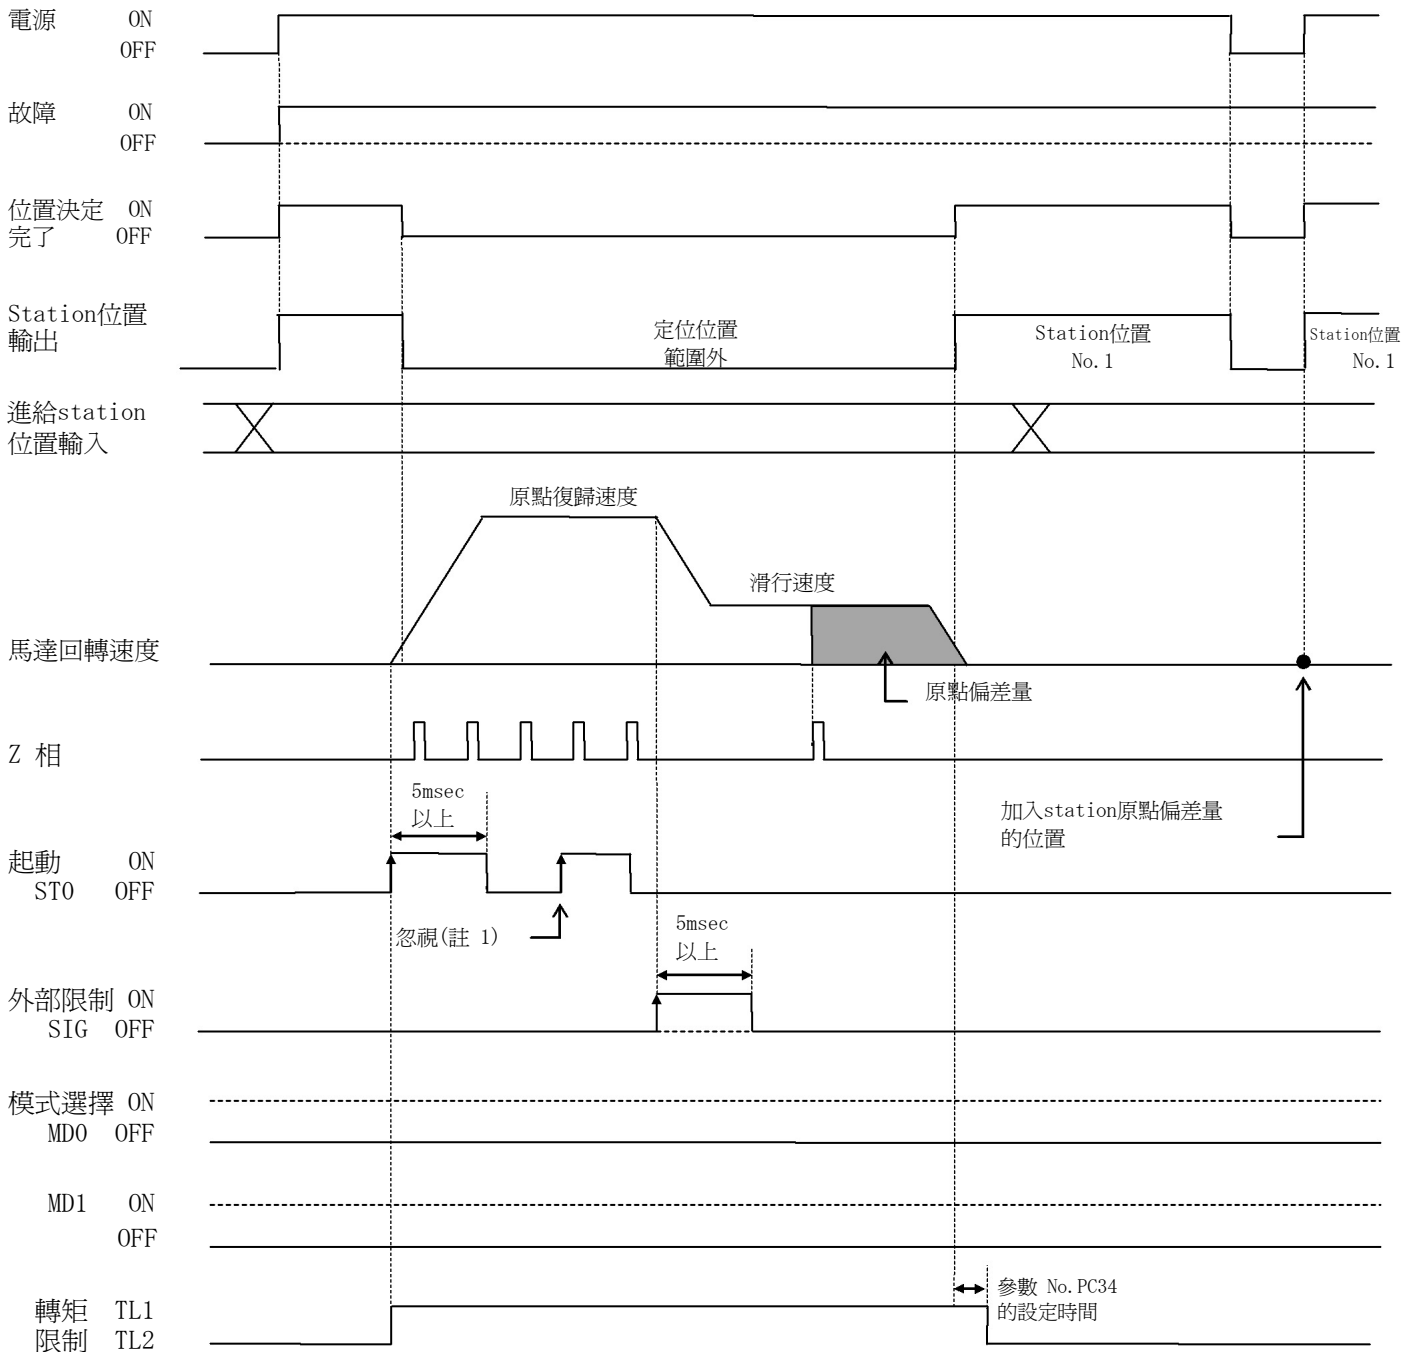 電源 ON
OFF
故障 ON
OFF
位置決定 ON
完了 OFF
Station位置
輸出
定位位置
範圍外
Station位置
No.1
Station位置
No.1
進給station
位置輸入
原點復歸速度
滑行速度
馬達回轉速度
原點偏差量
Z 相
5msec
以上
加入station原點偏差量
的位置
起動 ON
ST0 OFF
忽視(註 1)
5msec
以上
外部限制 ON
SIG OFF
模式選擇 ON
MD0 OFF
MD1 ON
OFF
參數 No.PC34
的設定時間
轉矩 TL1
限制 TL2